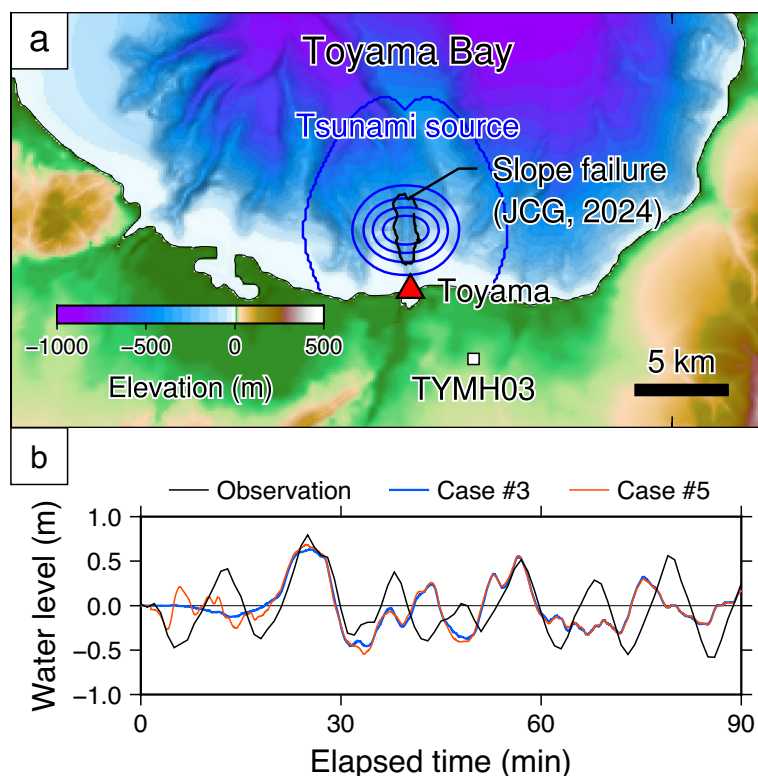 a
Toyama Bay
Tsunami source
Slope failure
(JCG, 2024)
Toyama
−1000 −500 0 500
Elevation (m)
TYMH03
5 km
b
Observation Case #3 Case #5
Water level (m)
1.0
0.5
0.0
−0.5
−1.0
0 30 60 90
Elapsed time (min)